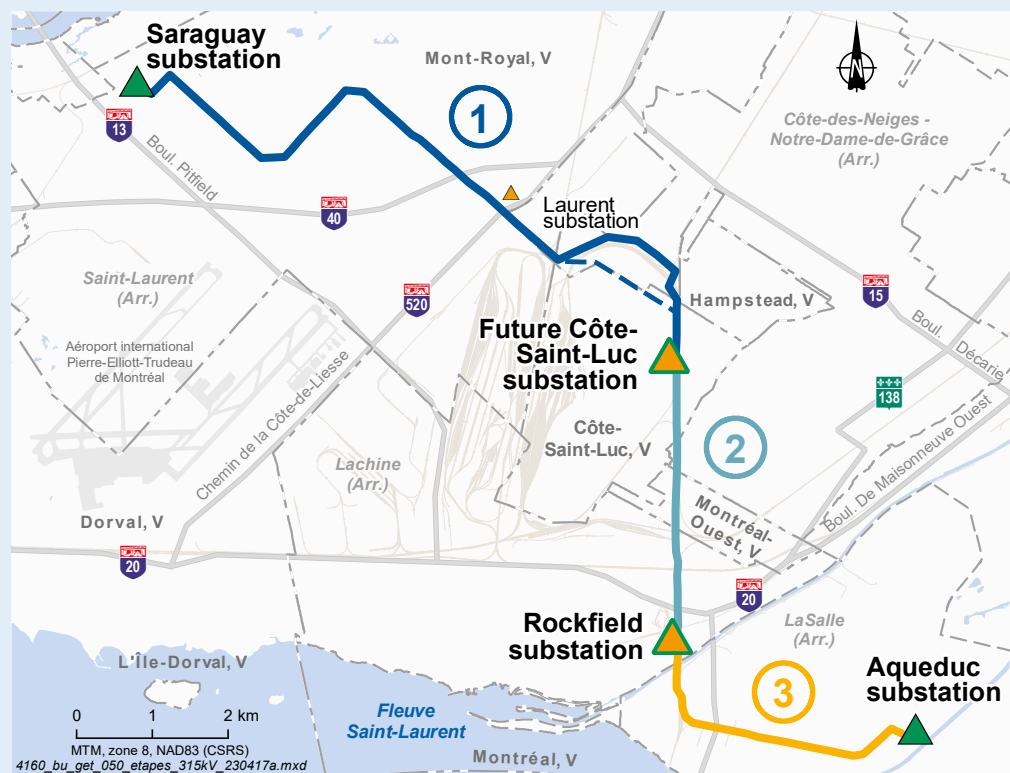 Saraguay
substation
Mont-Royal, V
1
Côte-des-Neiges -
Notre-Dame-de-Grâce
(Arr.)
N
13
Boul. Pitfield
40
Laurent
substation
Saint-Laurent
(Arr.)
520
Hampstead, V
15
Boul. Décarie
Future Côte-
Saint-Luc
substation
Aéroport international
Pierre-Elliott-Trudeau
de Montréal
Chemin de la Côte-de-Liesse
138
Côte-
Saint-Luc, V
2
Boul. De Maisonneuve Ouest
Lachine
(Arr.)
Montréal-
Ouest, V
Dorval, V
20
20
Rockfield
substation
LaSalle
(Arr.)
L'Île-Dorval, V
Aqueduc
substation
3
Fleuve
Saint-Laurent
0 1 2 km
MTM, zone 8, NAD83 (CSRS)
Montréal, V
4160_bu_get_050_etapes_315kV_230417a.mxd